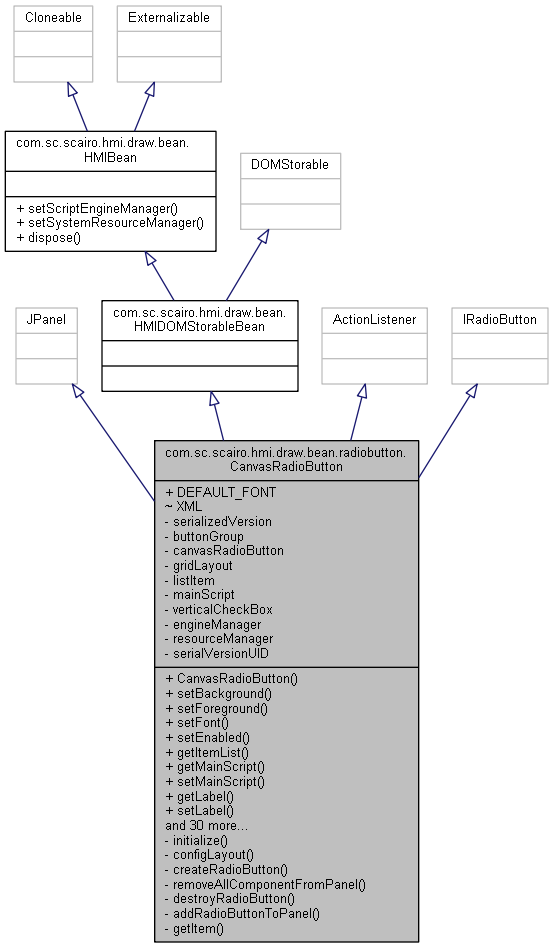 Cloneable
Externalizable
com.sc.scairo.hmi.draw.bean.
HMIBean
+ setScriptEngineManager()
+ setSystemResourceManager()
+ dispose()
DOMStorable
com.sc.scairo.hmi.draw.bean.
HMIDOMStorableBean
JPanel
ActionListener
IRadioButton
com.sc.scairo.hmi.draw.bean.radiobutton.
CanvasRadioButton
+ DEFAULT_FONT
~ XML
- serializedVersion
- buttonGroup
- canvasRadioButton
- gridLayout
- listItem
- mainScript
- verticalCheckBox
- engineManager
- resourceManager
- serialVersionUID
+ CanvasRadioButton()
+ setBackground()
+ setForeground()
+ setFont()
+ setEnabled()
+ getItemList()
+ getMainScript()
+ setMainScript()
+ getLabel()
+ setLabel()
and 30 more...
- initialize()
- configLayout()
- createRadioButton()
- removeAllComponentFromPanel()
- destroyRadioButton()
- addRadioButtonToPanel()
- getItem()